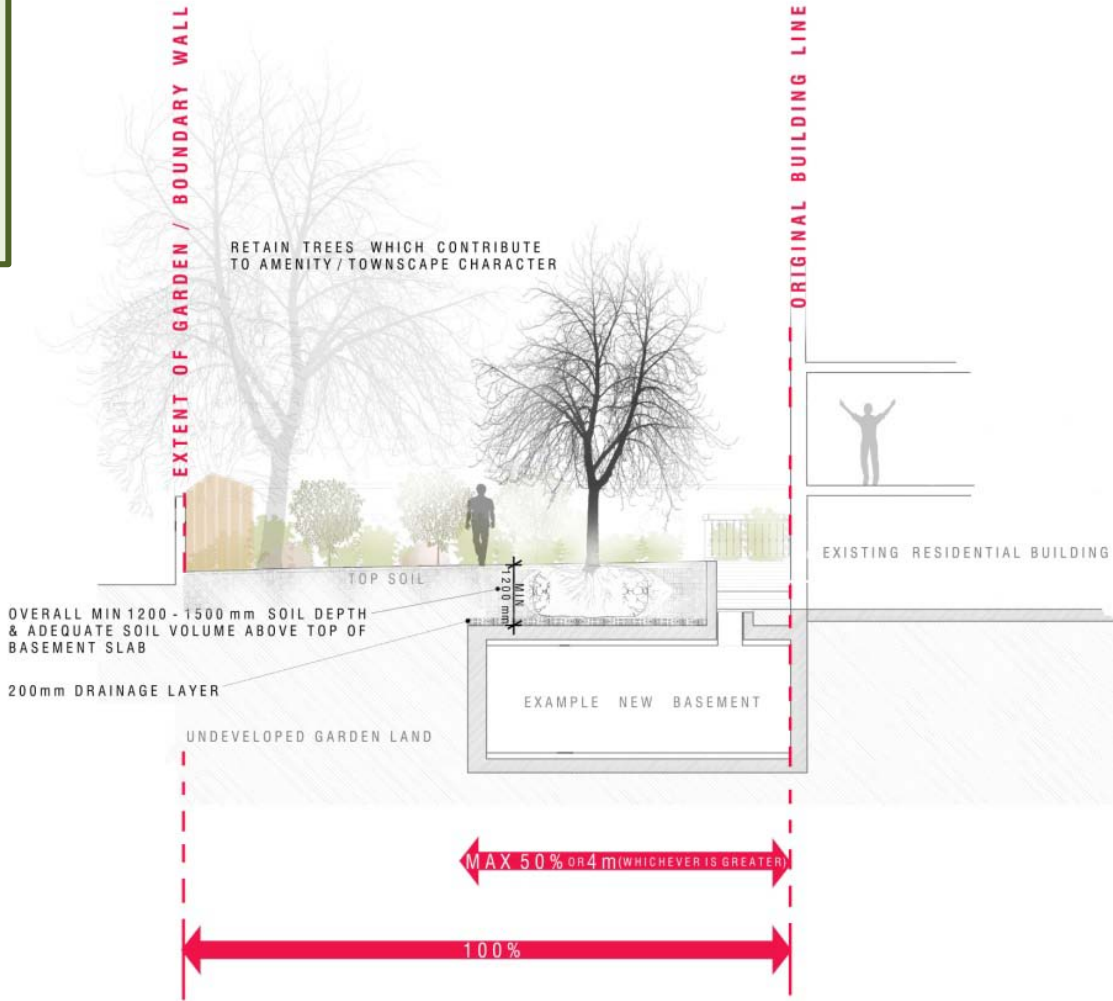 EXTENT OF GARDEN / BOUNDARY WALL
ORIGINAL BUILDING LINE
RETAIN TREES WHICH CONTRIBUTE
TO AMENITY / TOWNSCAPE CHARACTER
EXISTING RESIDENTIAL BUILDING
TOP SOIL
MIN
1200 mm
OVERALL MIN 1200 - 1500 mm SOIL DEPTH
& ADEQUATE SOIL VOLUME ABOVE TOP OF
BASEMENT SLAB
200mm DRAINAGE LAYER
EXAMPLE NEW BASEMENT
UNDEVELOPED GARDEN LAND
MAX 50% OR 4 m (WHICHEVER IS GREATER)
100%